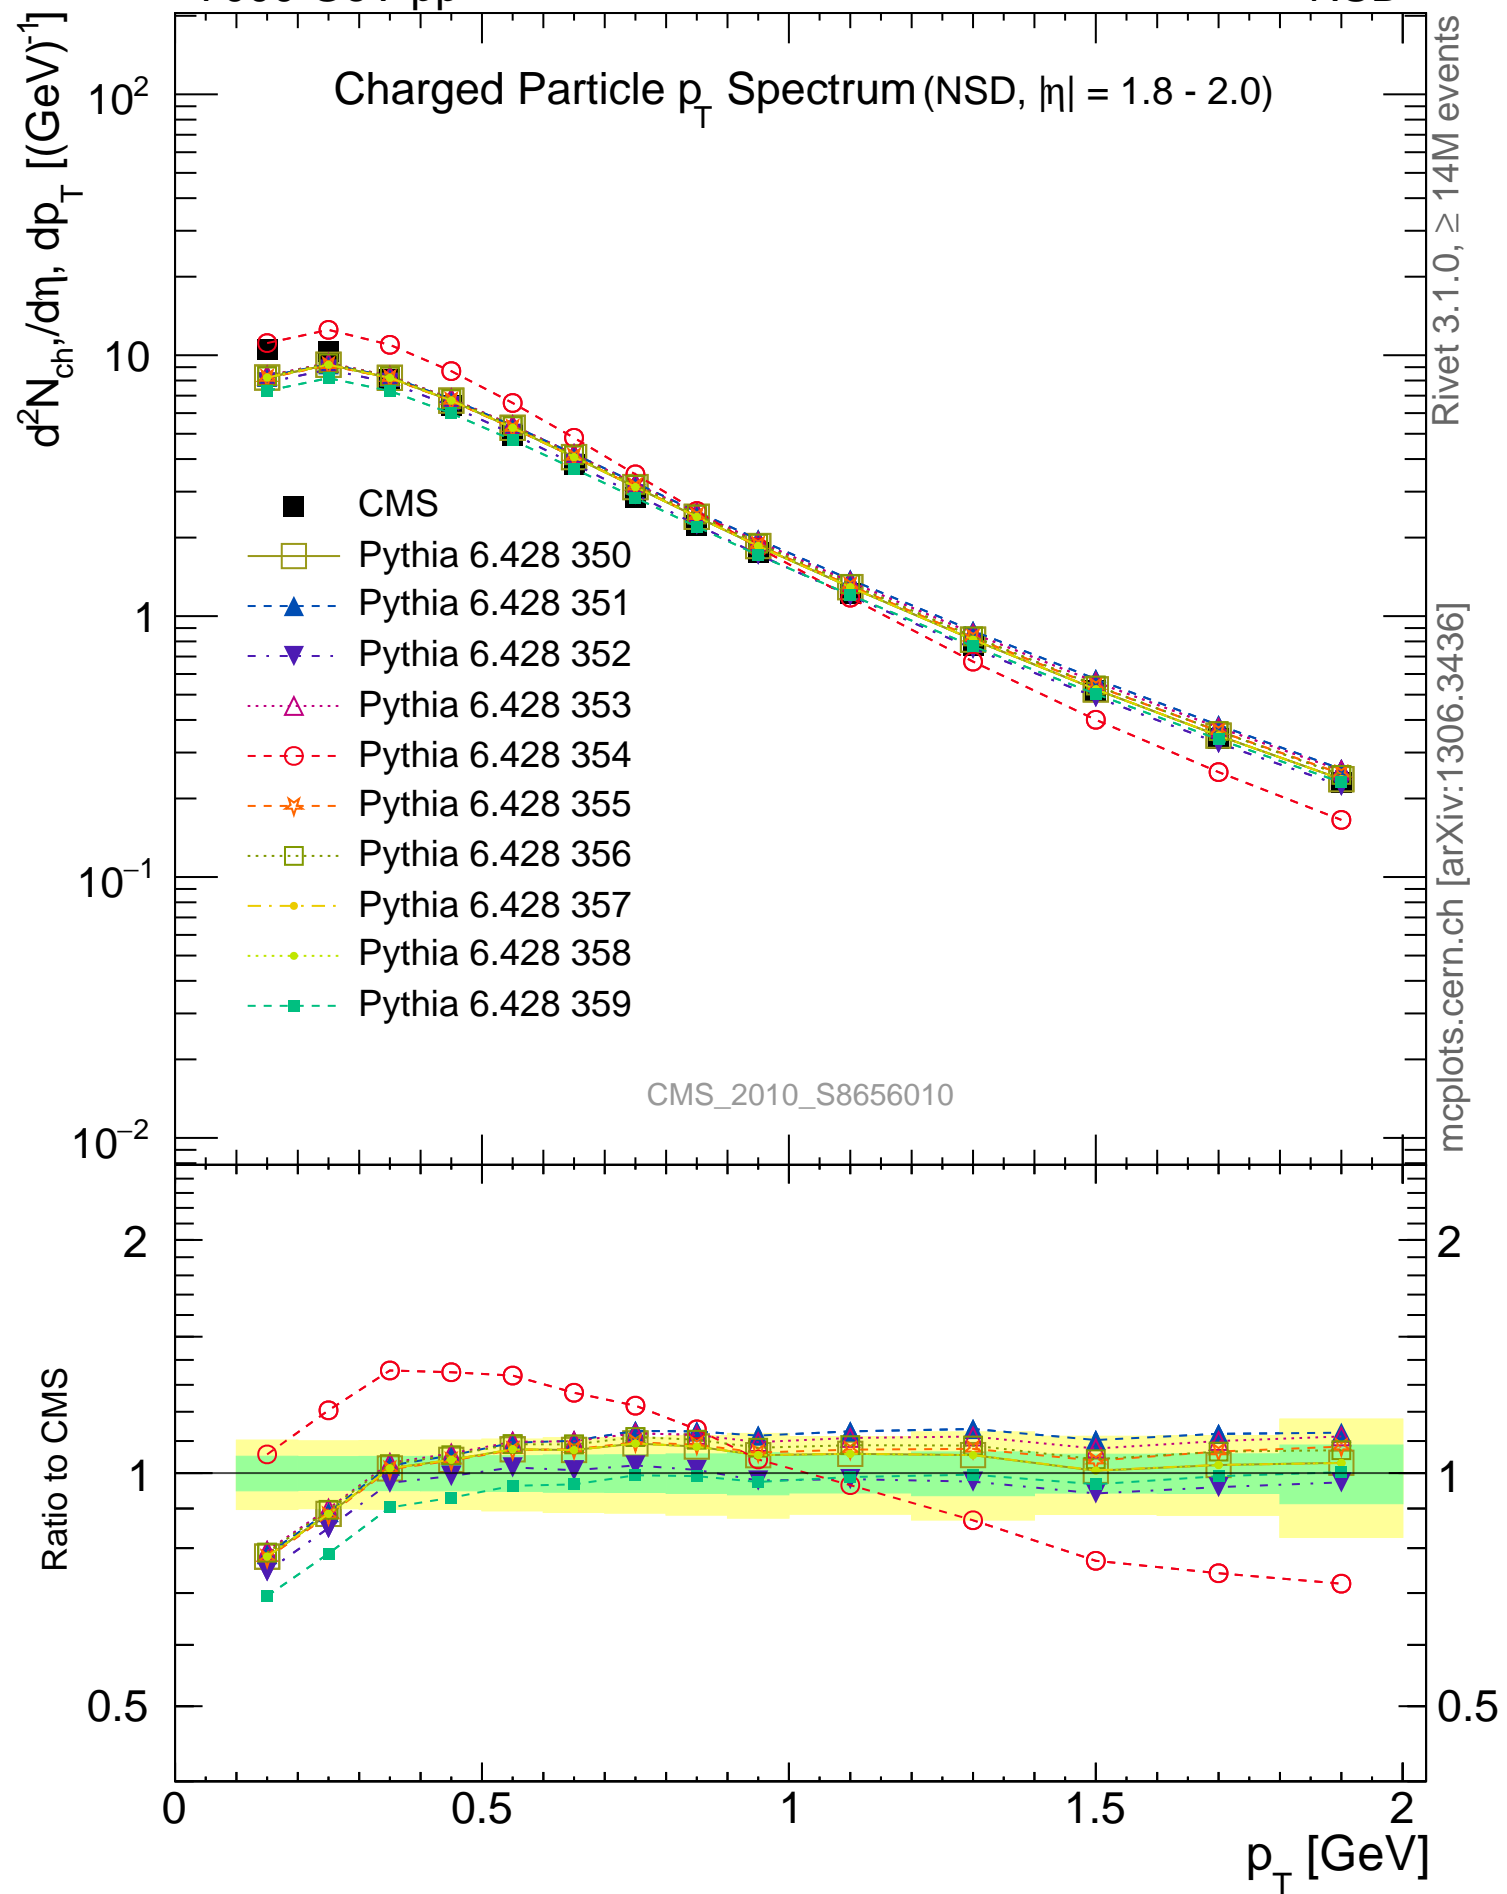 Charged Particle p_T Spectrum (NSD, |η| = 1.8 - 2.0)
d²N_ch,/dη, dp_T [(GeV)^-1]
10²
10
1
10⁻¹
10⁻²
CMS
Pythia 6.428 350
Pythia 6.428 351
Pythia 6.428 352
Pythia 6.428 353
Pythia 6.428 354
Pythia 6.428 355
Pythia 6.428 356
Pythia 6.428 357
Pythia 6.428 358
Pythia 6.428 359
CMS_2010_S8656010
Rivet 3.1.0, ≥ 14M events
mcplots.cern.ch [arXiv:1306.3436]
Ratio to CMS
2
1
0.5
2
1
0.5
0 0.5 1 1.5 2
p_T [GeV]